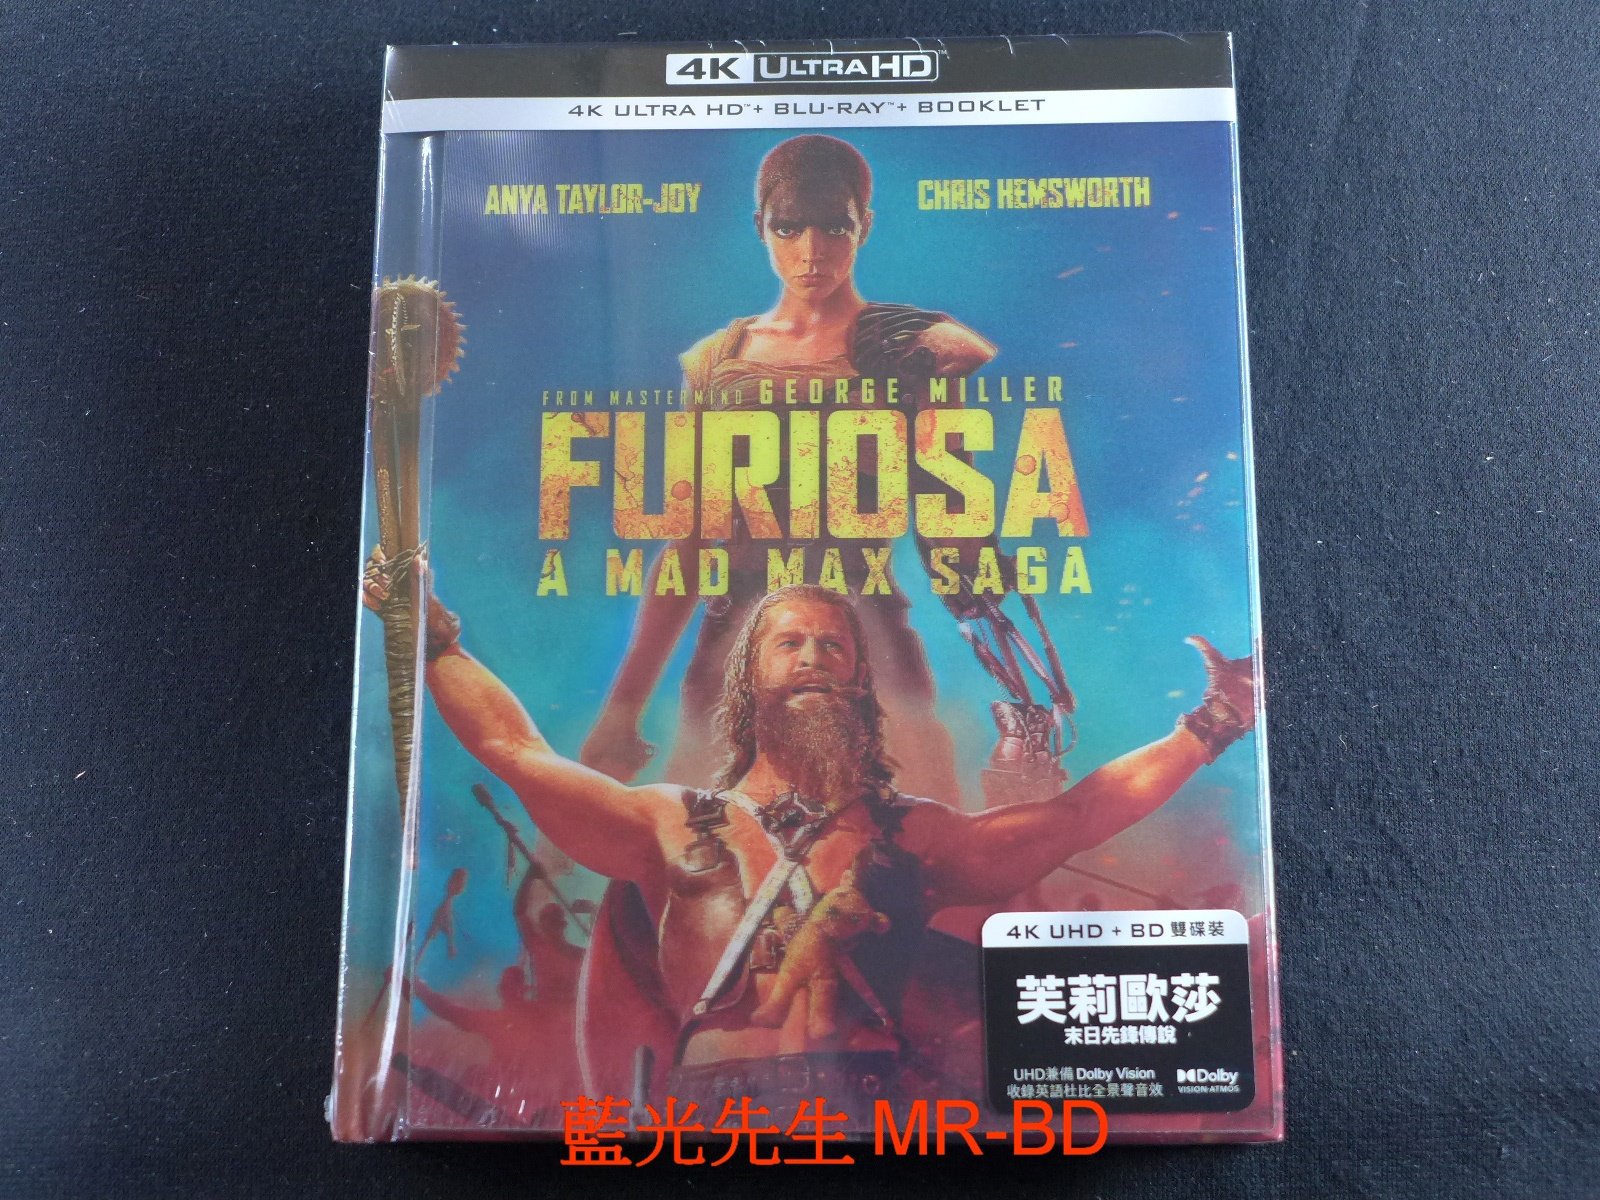 4K ULTRA HD™
4K ULTRA HD™ + BLU-RAY™ + BOOKLET
ANYA TAYLOR-JOY
CHRIS HEMSWORTH
FROM MASTERMIND GEORGE MILLER
FURIOSA
A MAD MAX SAGA
4K UHD + BD 雙碟裝
芙莉歐莎
末日先鋒傳說
UHD兼備 Dolby Vision
收錄英語杜比全景聲音效
Dolby
VISION·ATMOS
藍光先生 MR-BD